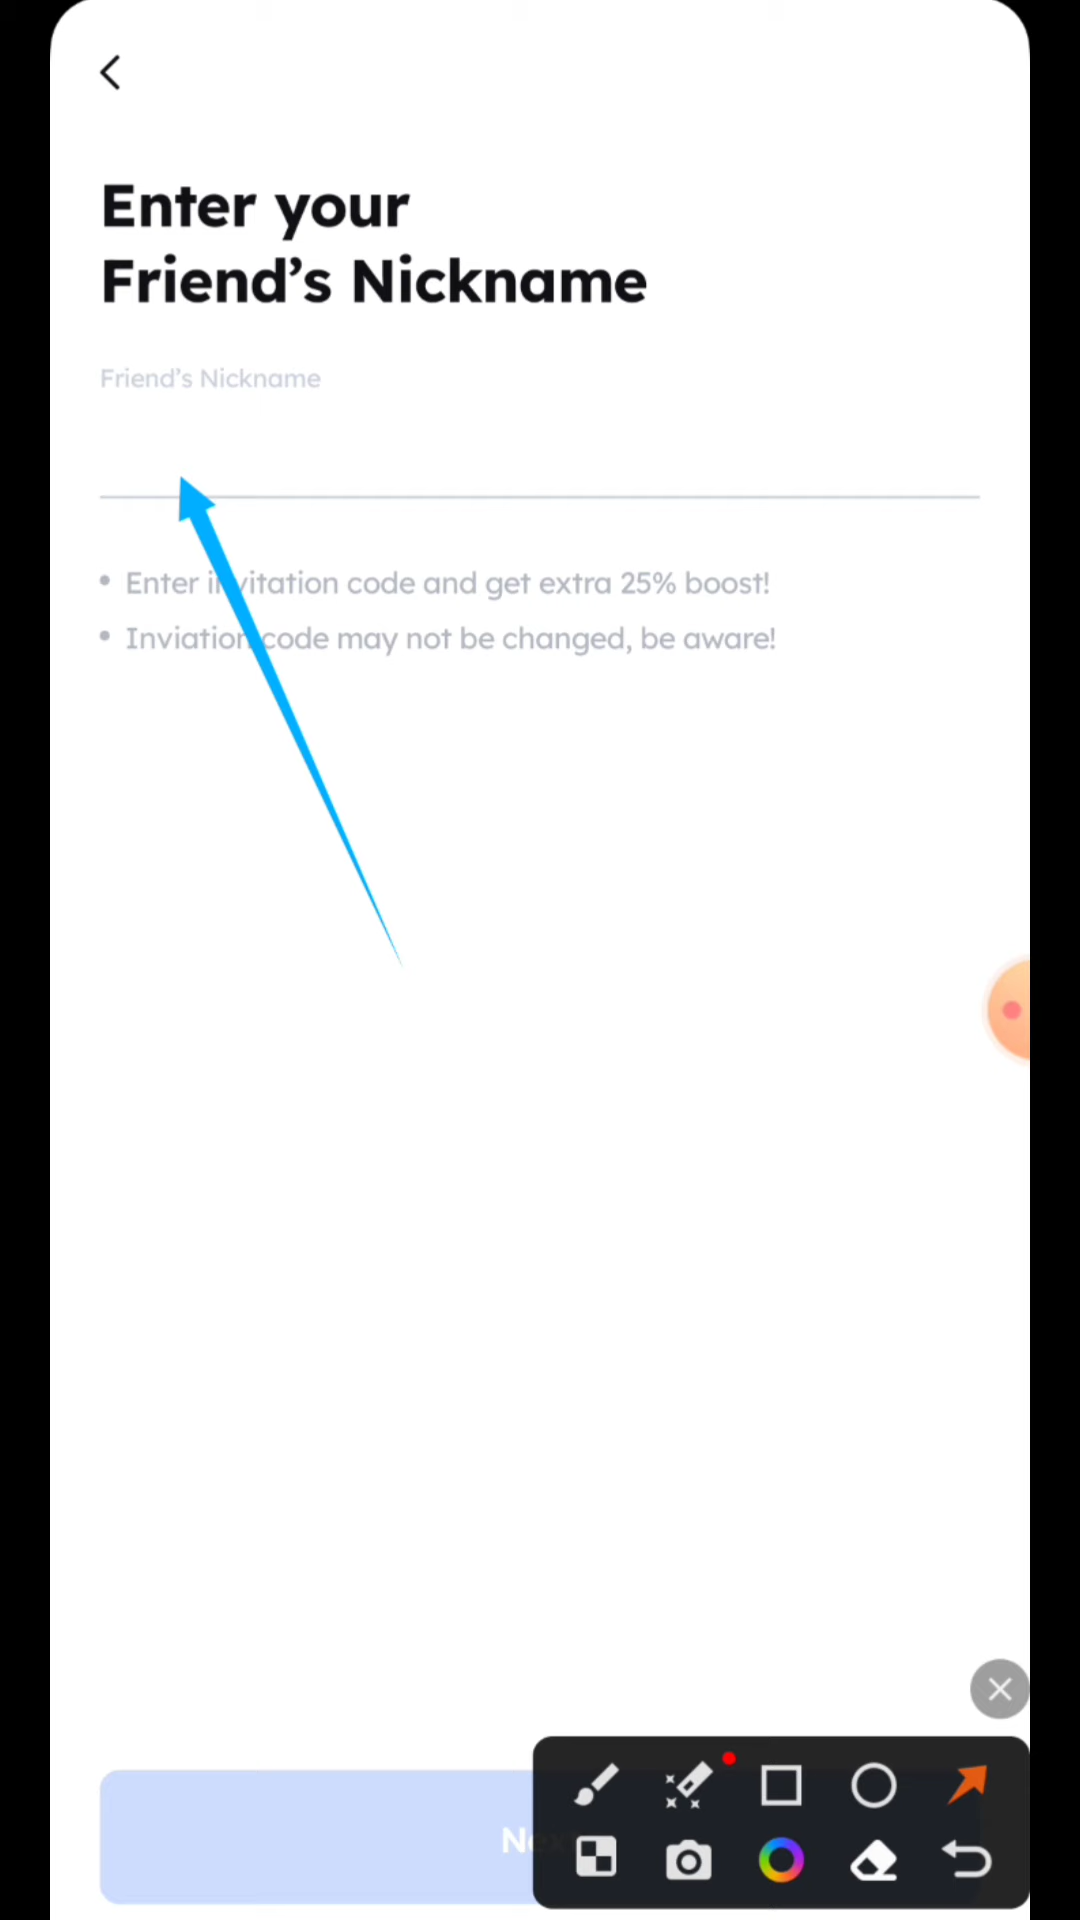 Enter your
Friend’s Nickname
Friend’s Nickname
Enter invitation code and get extra 25% boost!
Inviation code may not be changed, be aware!